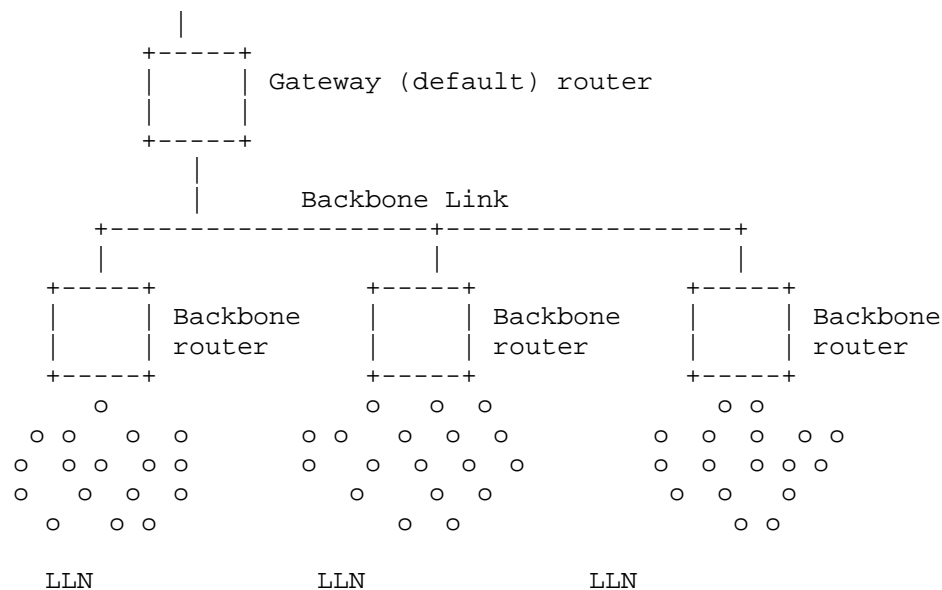 Gateway (default) router
Backbone Link
Backbone Backbone Backbone
router router router
LLN LLN LLN